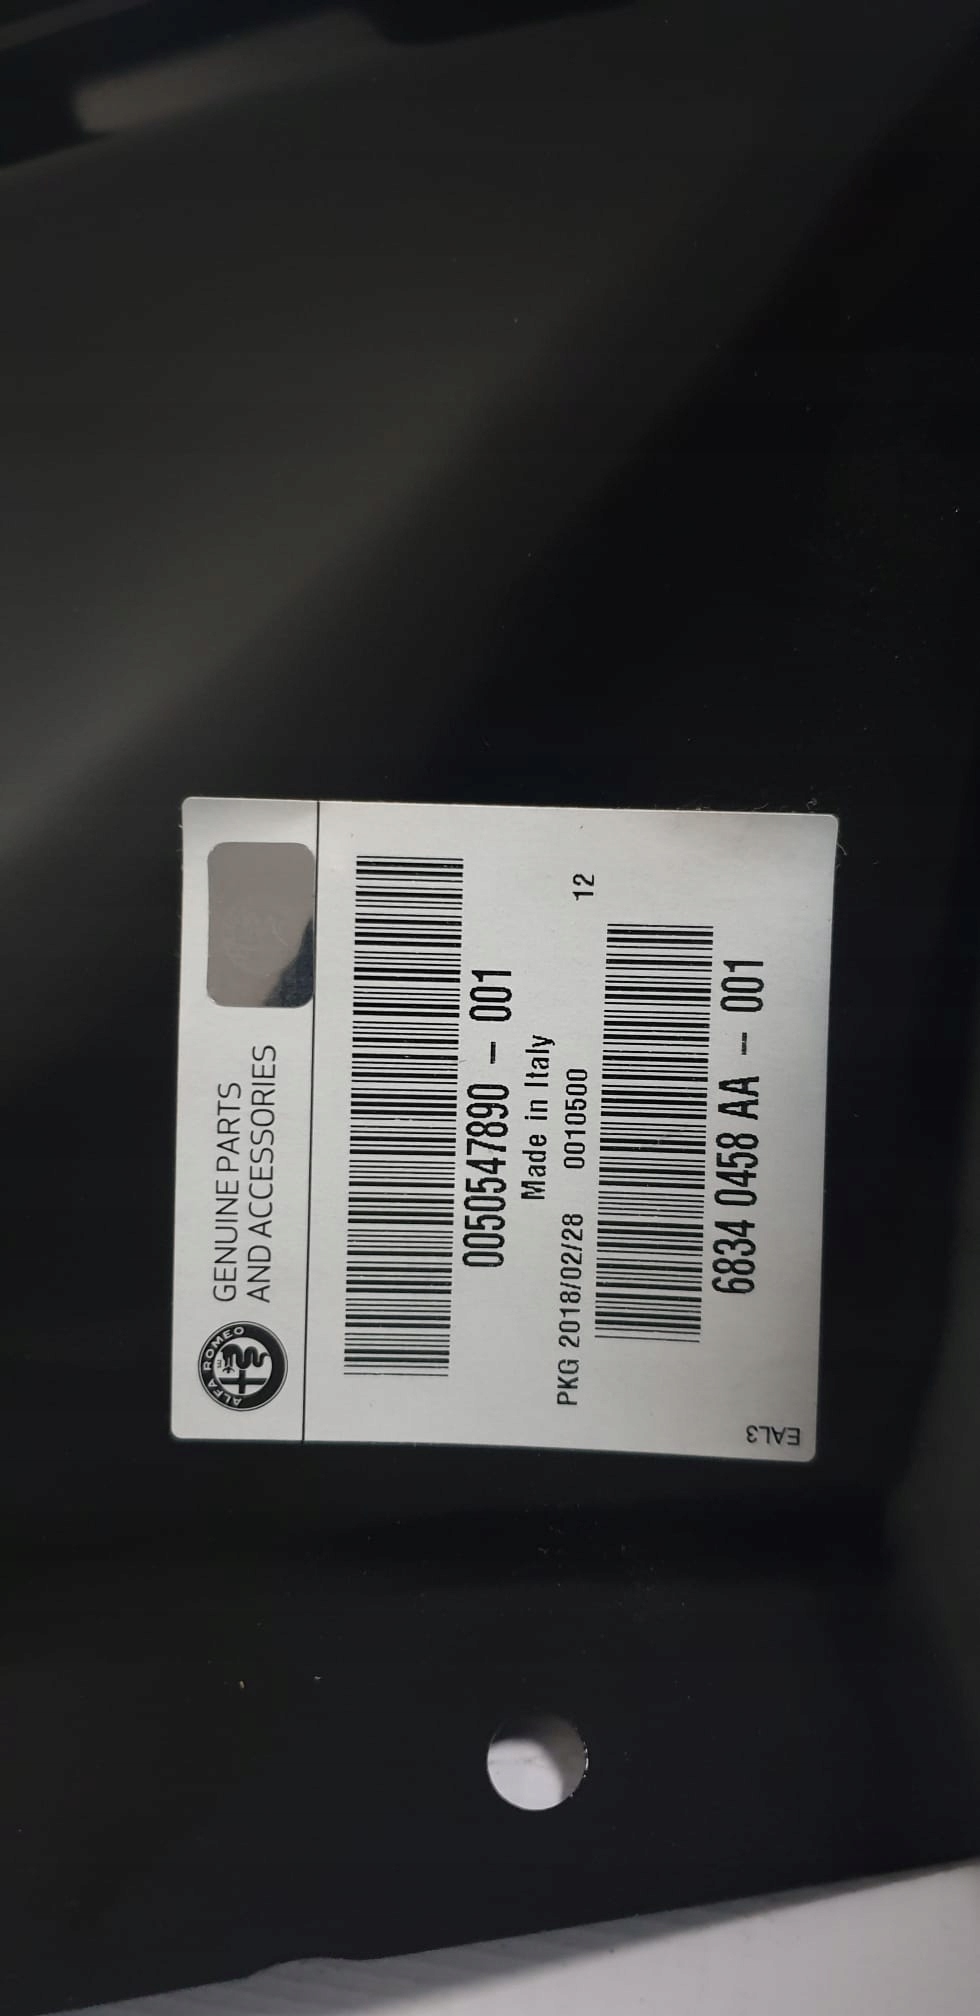 ALFA ROMEO
GENUINE PARTS
AND ACCESSORIES
0050547890 – 001
Made in Italy
PKG 2018/02/28 0010500 12
6834 0458 AA – 001
EAL3